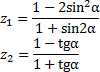 z₁ = (1 − 2sin²α) / (1 + sin2α)
z₂ = (1 − tgα) / (1 + tgα)